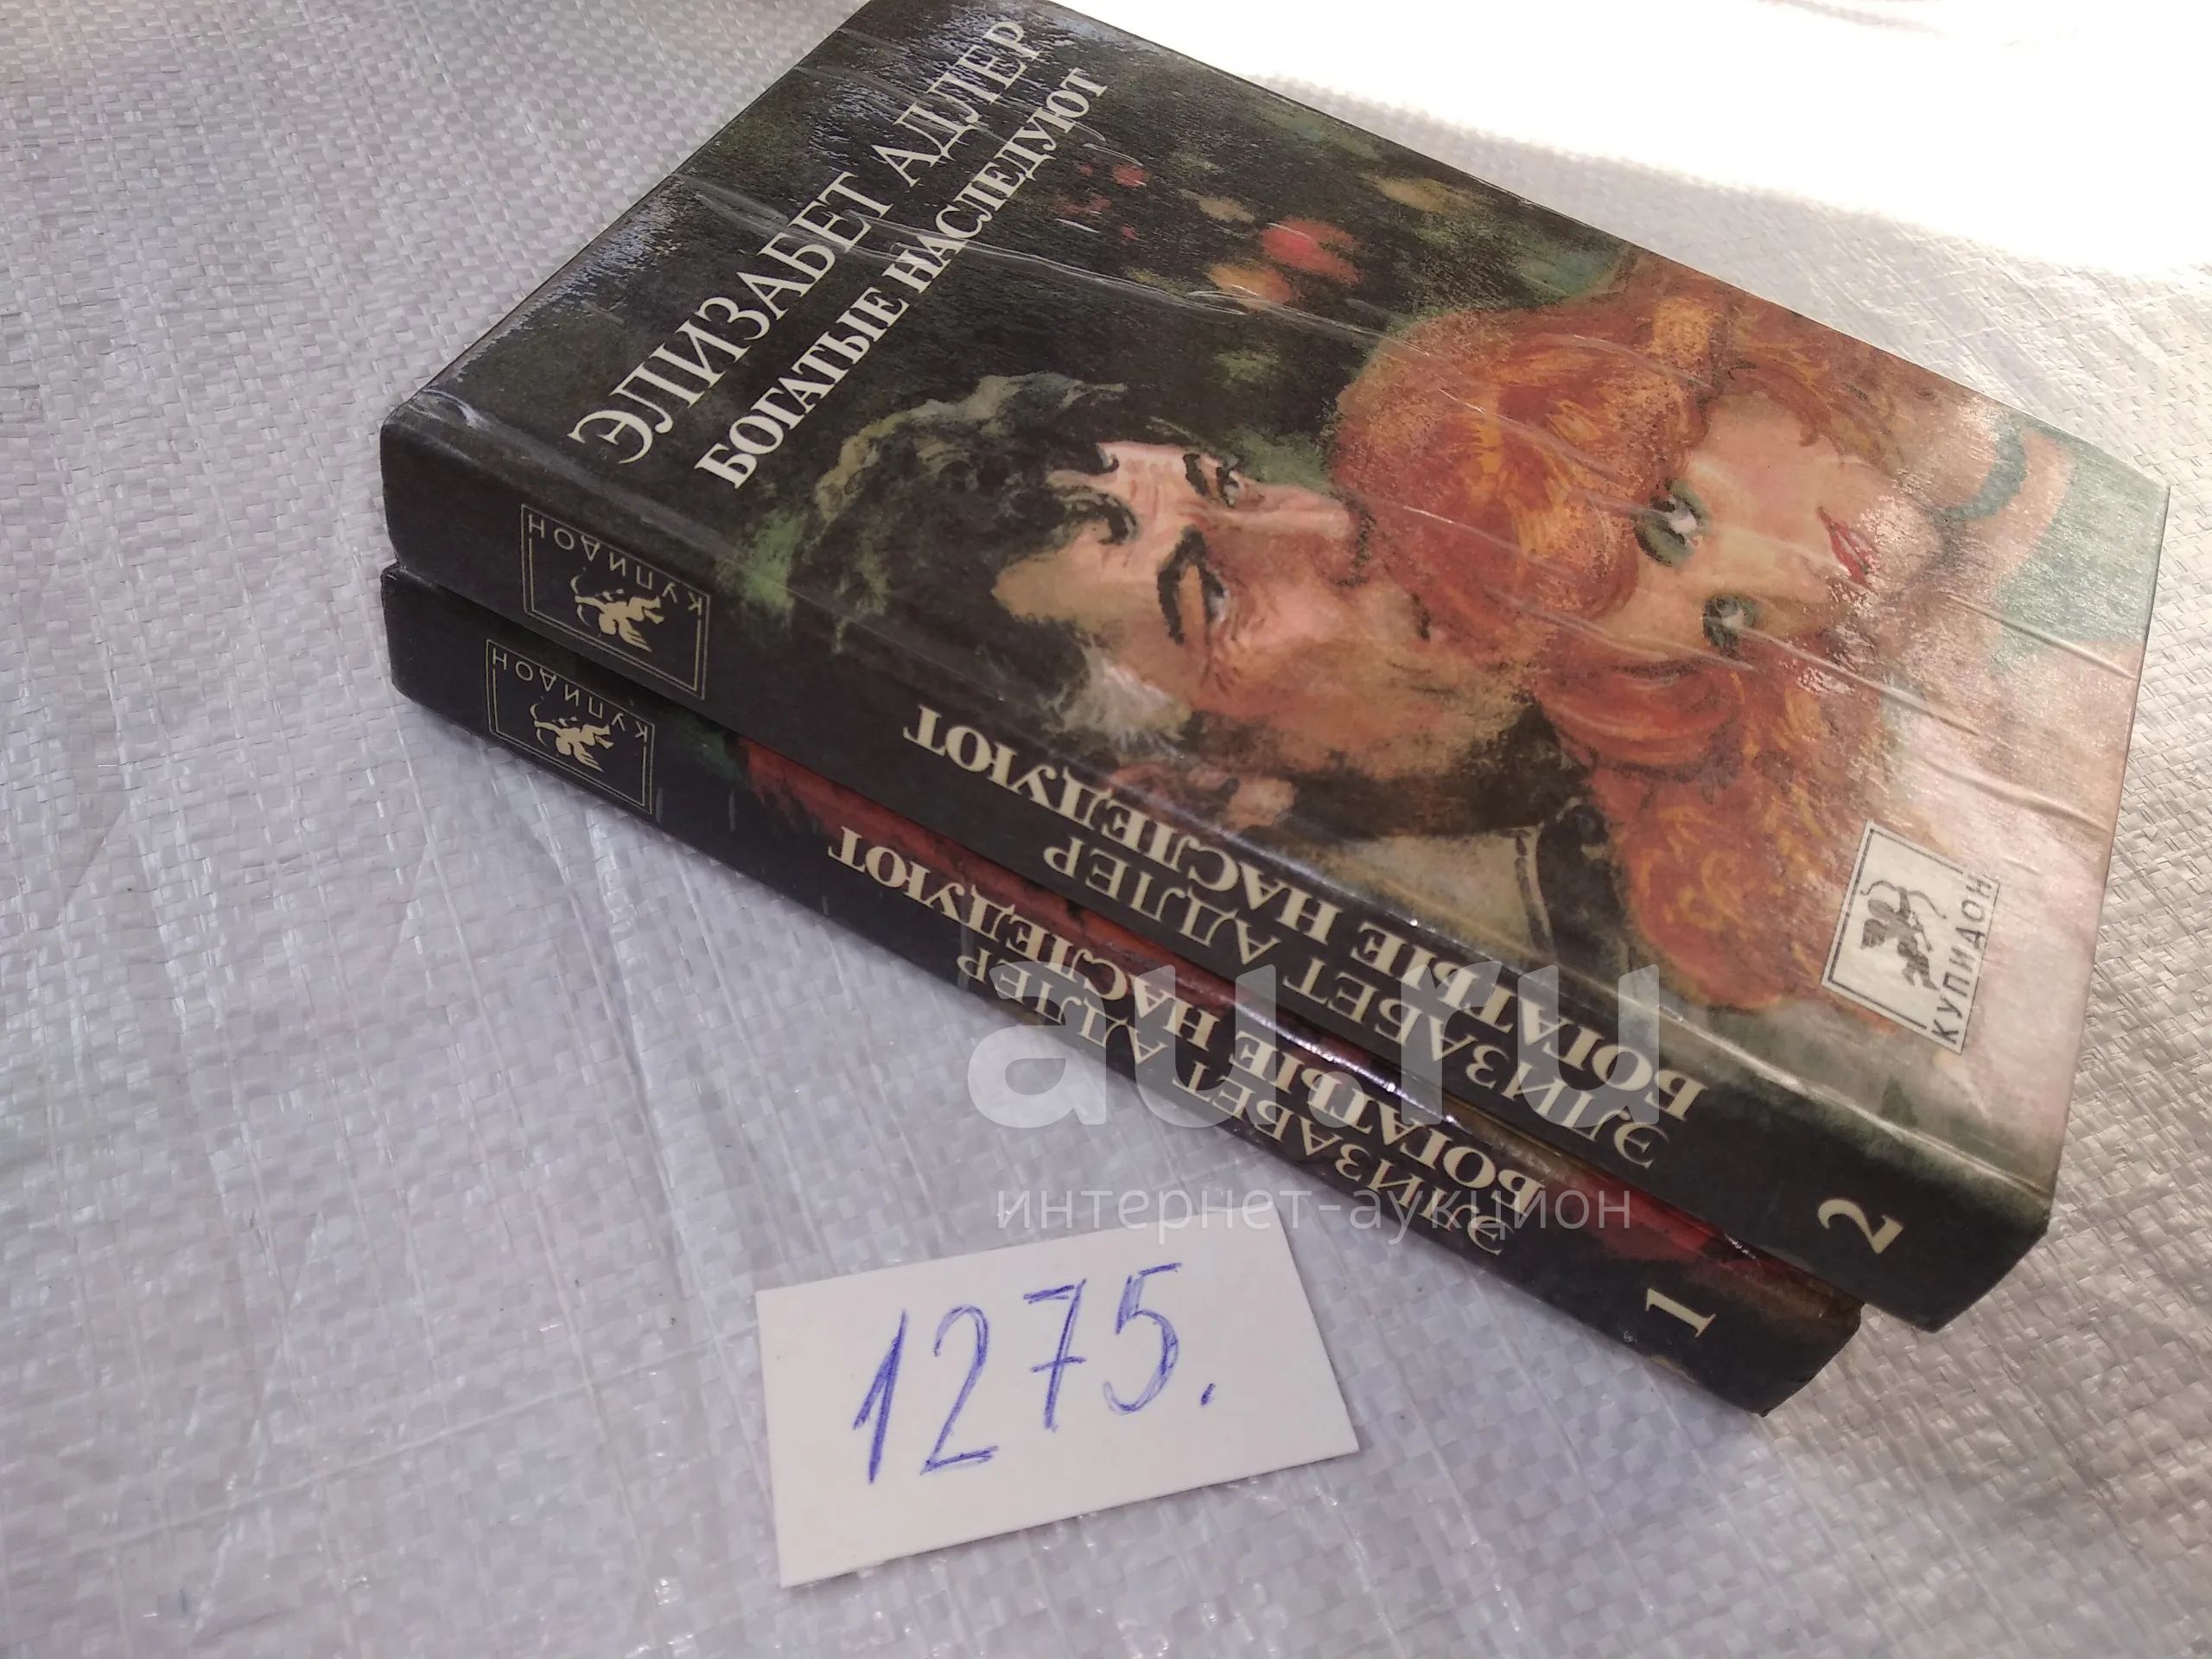 ЭЛИЗАБЕТ АДЛЕР
БОГАТЫЕ НАСЛЕДУЮТ
КУПИДОН
КУПИДОН
ЭЛИЗАБЕТ АДЛЕР
БОГАТЫЕ НАСЛЕДУЮТ
2
КУПИДОН
ЭЛИЗАБЕТ АДЛЕР
БОГАТЫЕ НАСЛЕДУЮТ
1
au.ru
интернет-аукцион
1275.